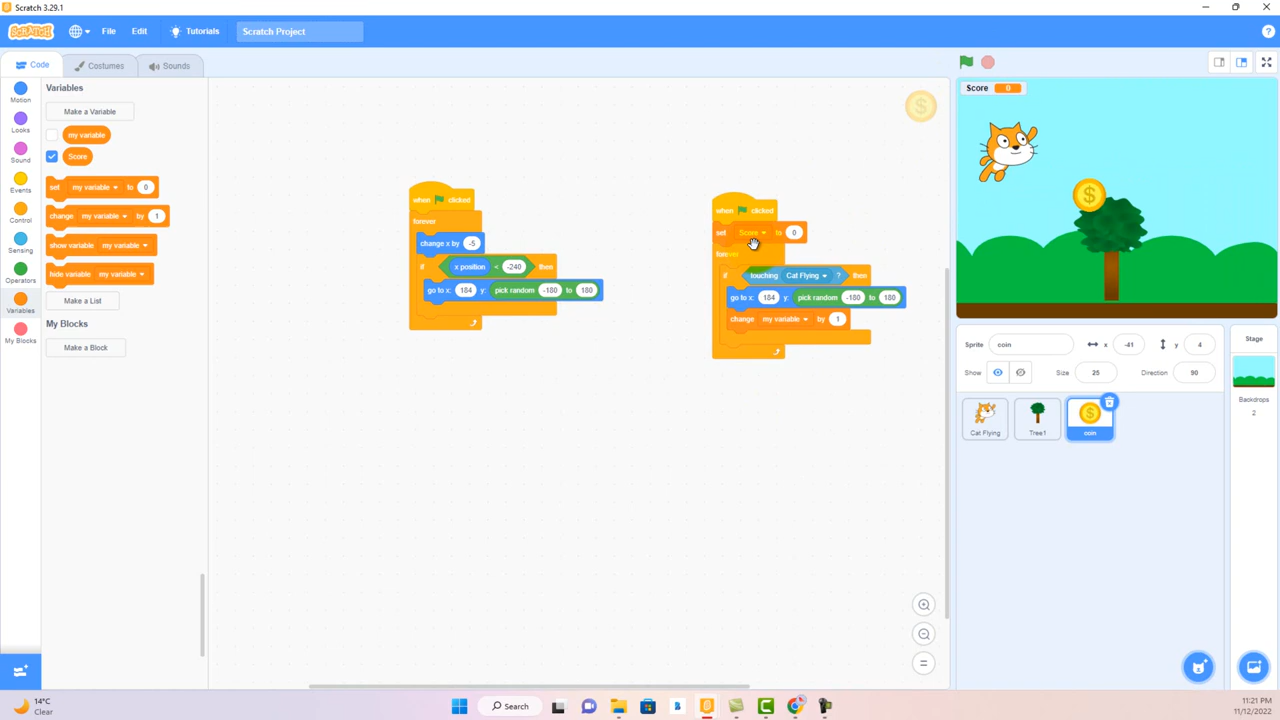 Scratch 3.29.1
SCRATCH File Edit Tutorials Scratch Project
Code Costumes Sounds
Motion
Looks
Sound
Events
Control
Sensing
Operators
Variables
My Blocks
Variables
Make a Variable
my variable
Score
set my variable to 0
change my variable by 1
show variable my variable
hide variable my variable
Make a List
My Blocks
Make a Block
when clicked
forever
change x by -5
if x position < -240 then
go to x: 184 y: pick random -180 to 180
when clicked
set Score to 0
forever
if touching Cat Flying ? then
go to x: 184 y: pick random -180 to 180
change my variable by 1
$
Score 0
$
Sprite coin x -41 y 4
Show Size 25 Direction 90
Cat Flying
Tree1
$
coin
Stage
Backdrops
2
14°C
Clear
Search
11:21 PM
11/12/2022